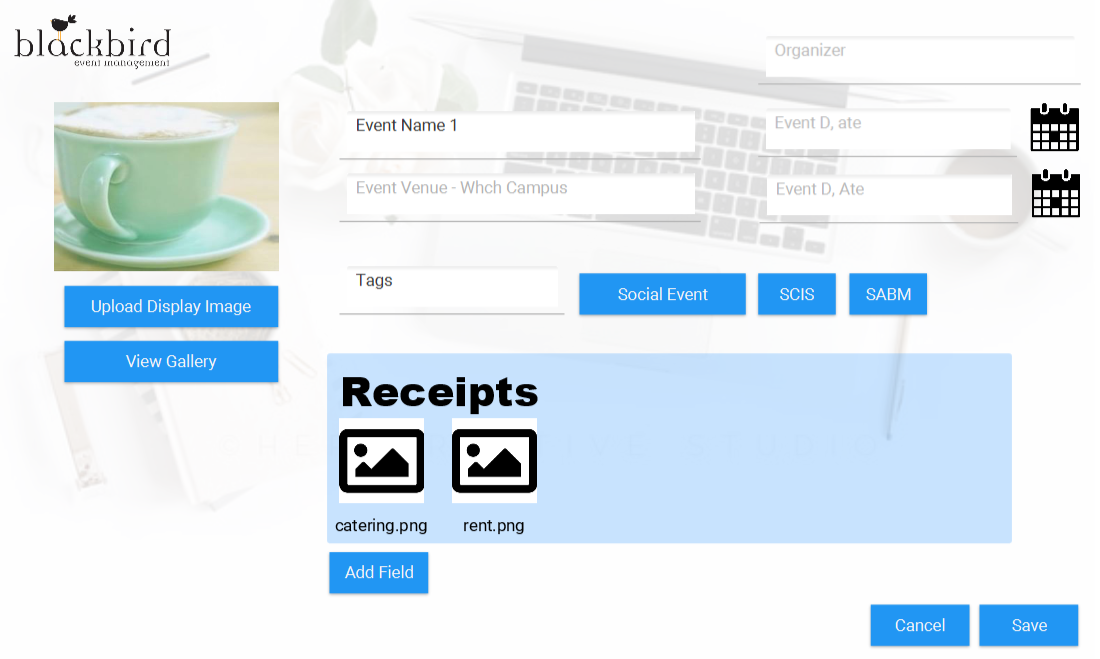 blackbird
event management
Organizer
Event Name 1
Event D, ate
Event Venue - Whch Campus
Event D, Ate
Tags
Social Event
SCIS
SABM
Upload Display Image
View Gallery
Receipts
catering.png
rent.png
Add Field
Cancel
Save